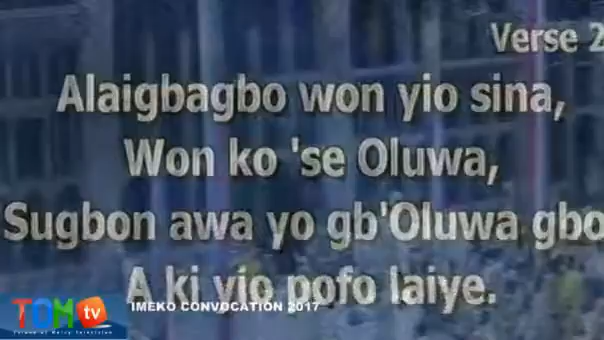 Verse 2
Alaigbagbo won yio sina,
Won ko 'se Oluwa,
Sugbon awa yo gb'Oluwa gbo
A ki yio pofo laiye.
IMEKO CONVOCATION 2017
TOM tv